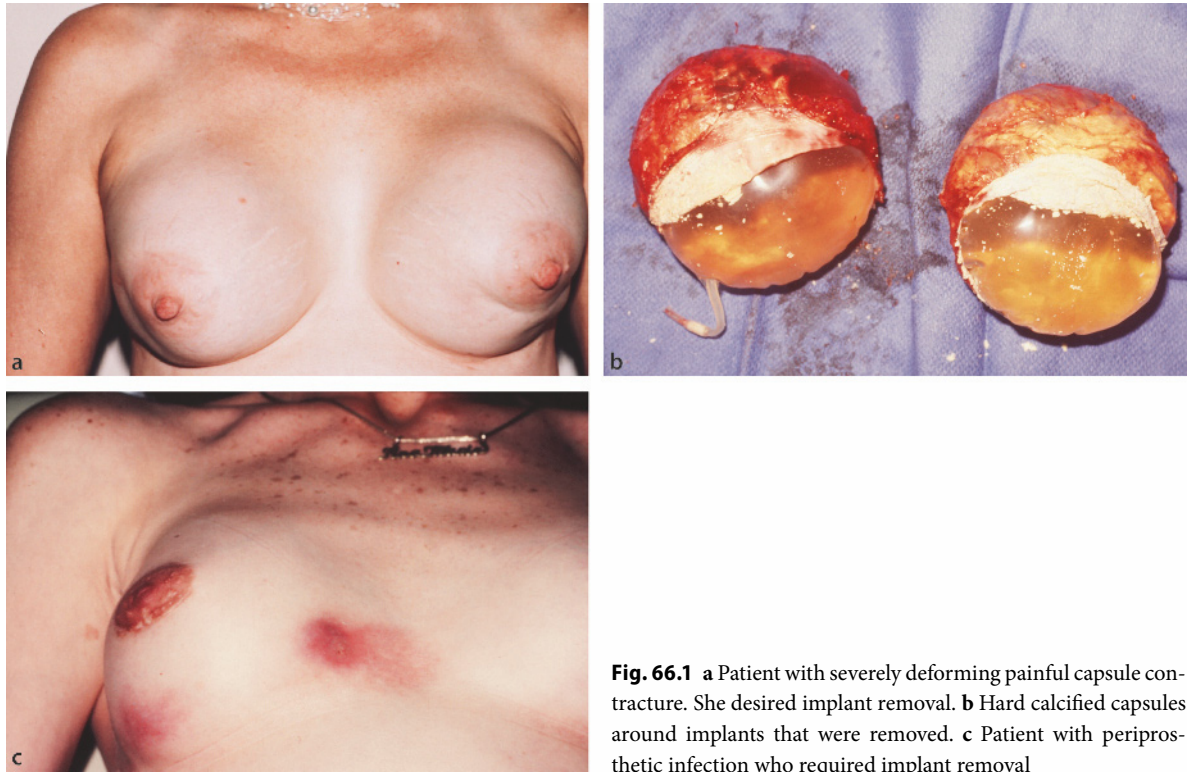 a
b
c
Fig. 66.1 a Patient with severely deforming painful capsule con-
tracture. She desired implant removal. b Hard calcified capsules
around implants that were removed. c Patient with peripros-
thetic infection who required implant removal